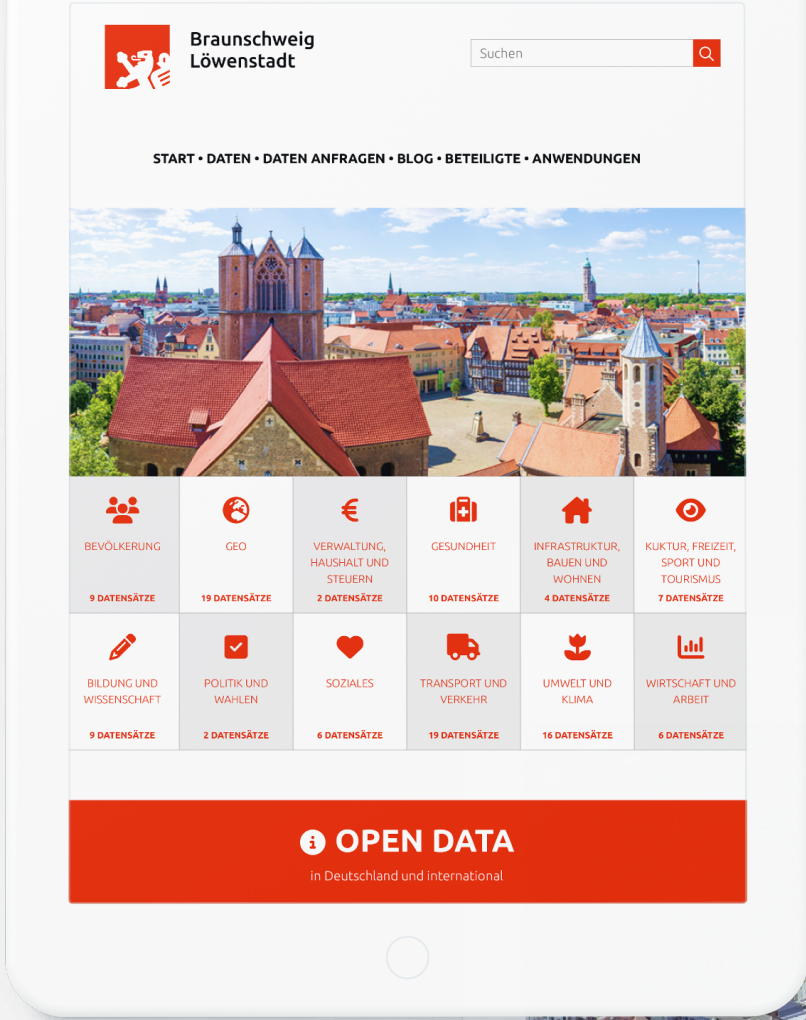 Braunschweig
Löwenstadt
Suchen
START • DATEN • DATEN ANFRAGEN • BLOG • BETEILIGTE • ANWENDUNGEN
BEVÖLKERUNG
9 DATENSÄTZE
GEO
19 DATENSÄTZE
VERWALTUNG,
HAUSHALT UND
STEUERN
2 DATENSÄTZE
GESUNDHEIT
10 DATENSÄTZE
INFRASTRUKTUR,
BAUEN UND
WOHNEN
4 DATENSÄTZE
KUKTUR, FREIZEIT,
SPORT UND
TOURISMUS
7 DATENSÄTZE
BILDUNG UND
WISSENSCHAFT
9 DATENSÄTZE
POLITIK UND
WAHLEN
2 DATENSÄTZE
SOZIALES
6 DATENSÄTZE
TRANSPORT UND
VERKEHR
19 DATENSÄTZE
UMWELT UND
KLIMA
16 DATENSÄTZE
WIRTSCHAFT UND
ARBEIT
6 DATENSÄTZE
OPEN DATA
in Deutschland und international